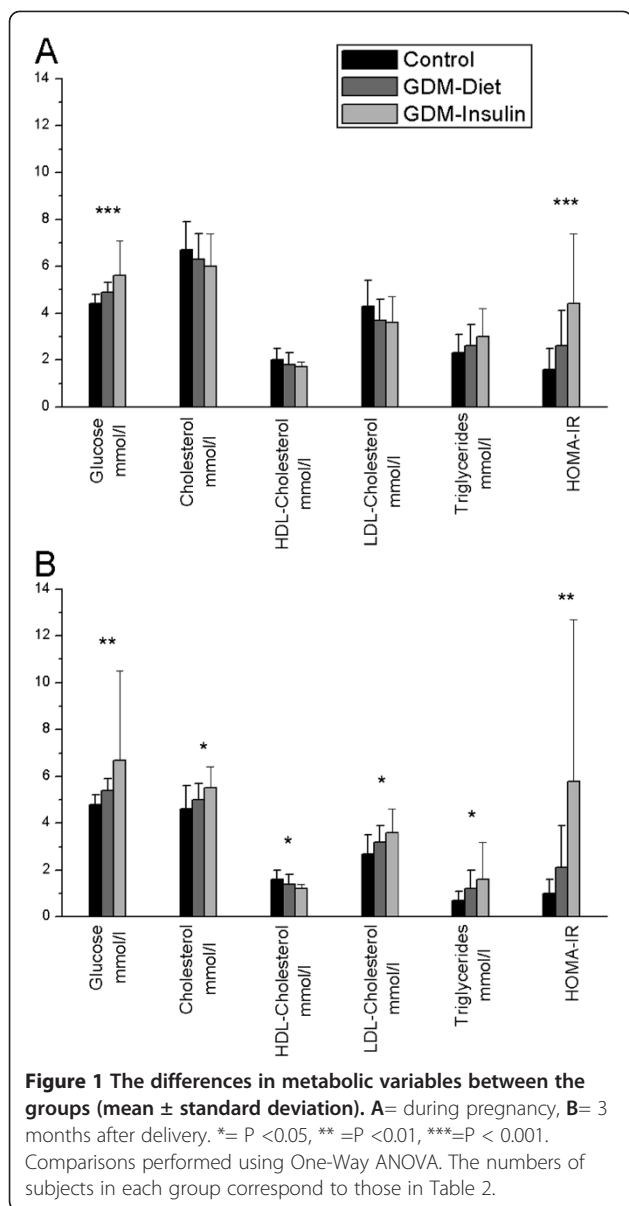 A
Control
GDM-Diet
GDM-Insulin
14
12
10
8
6
4
2
0
***
***
Glucose
mmol/l
Cholesterol
mmol/l
HDL-Cholesterol
mmol/l
LDL-Cholesterol
mmol/l
Triglycerides
mmol/l
HOMA-IR
B
14
12
10
8
6
4
2
0
**
*
*
*
*
**
Glucose
mmol/l
Cholesterol
mmol/l
HDL-Cholesterol
mmol/l
LDL-Cholesterol
mmol/l
Triglycerides
mmol/l
HOMA-IR
Figure 1 The differences in metabolic variables between the
groups (mean ± standard deviation). A= during pregnancy, B= 3
months after delivery. *= P <0.05, ** =P <0.01, ***=P < 0.001.
Comparisons performed using One-Way ANOVA. The numbers of
subjects in each group correspond to those in Table 2.